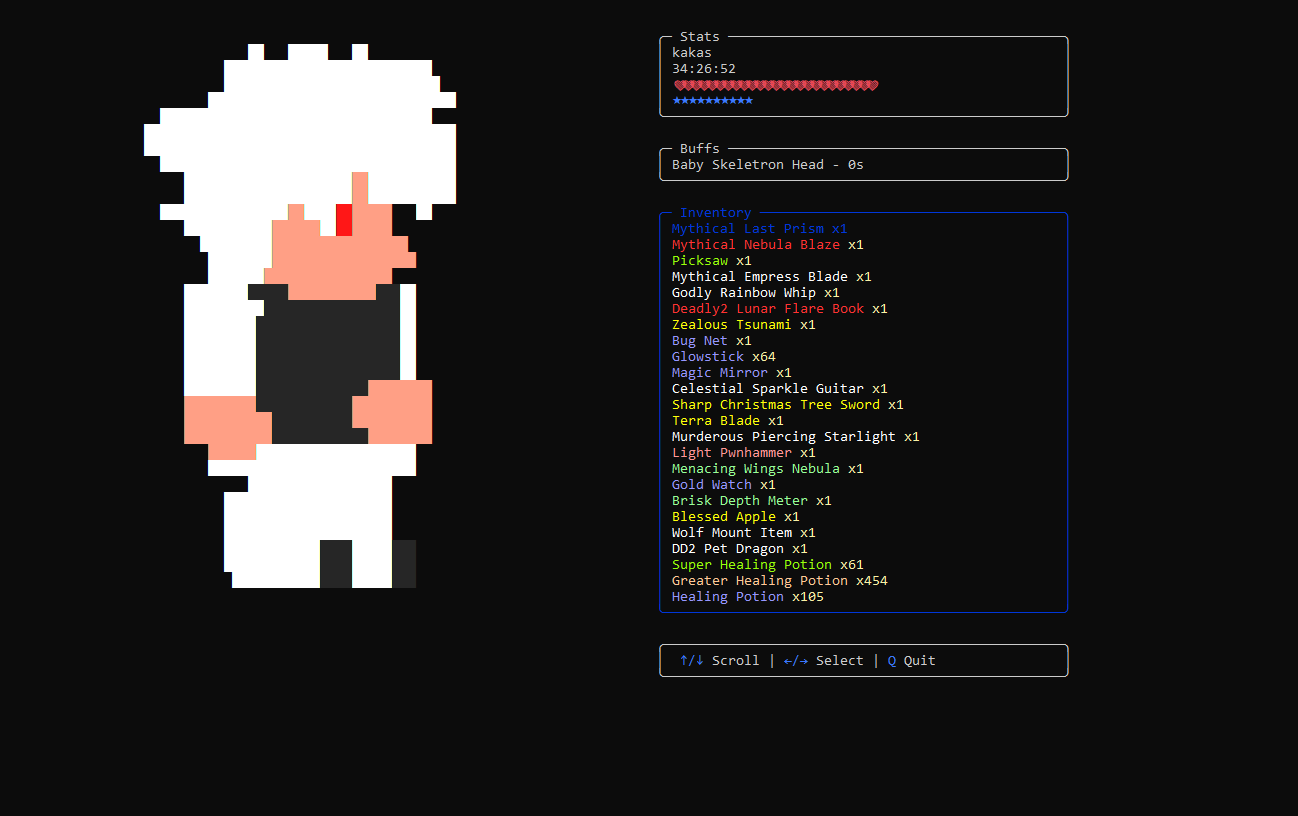 Stats
kakas
34:26:52
Buffs
Baby Skeletron Head - 0s
Inventory
Mythical Last Prism x1
Mythical Nebula Blaze x1
Picksaw x1
Mythical Empress Blade x1
Godly Rainbow Whip x1
Deadly2 Lunar Flare Book x1
Zealous Tsunami x1
Bug Net x1
Glowstick x64
Magic Mirror x1
Celestial Sparkle Guitar x1
Sharp Christmas Tree Sword x1
Terra Blade x1
Murderous Piercing Starlight x1
Light Pwnhammer x1
Menacing Wings Nebula x1
Gold Watch x1
Brisk Depth Meter x1
Blessed Apple x1
Wolf Mount Item x1
DD2 Pet Dragon x1
Super Healing Potion x61
Greater Healing Potion x454
Healing Potion x105
↑/↓ Scroll | ←/→ Select | Q Quit